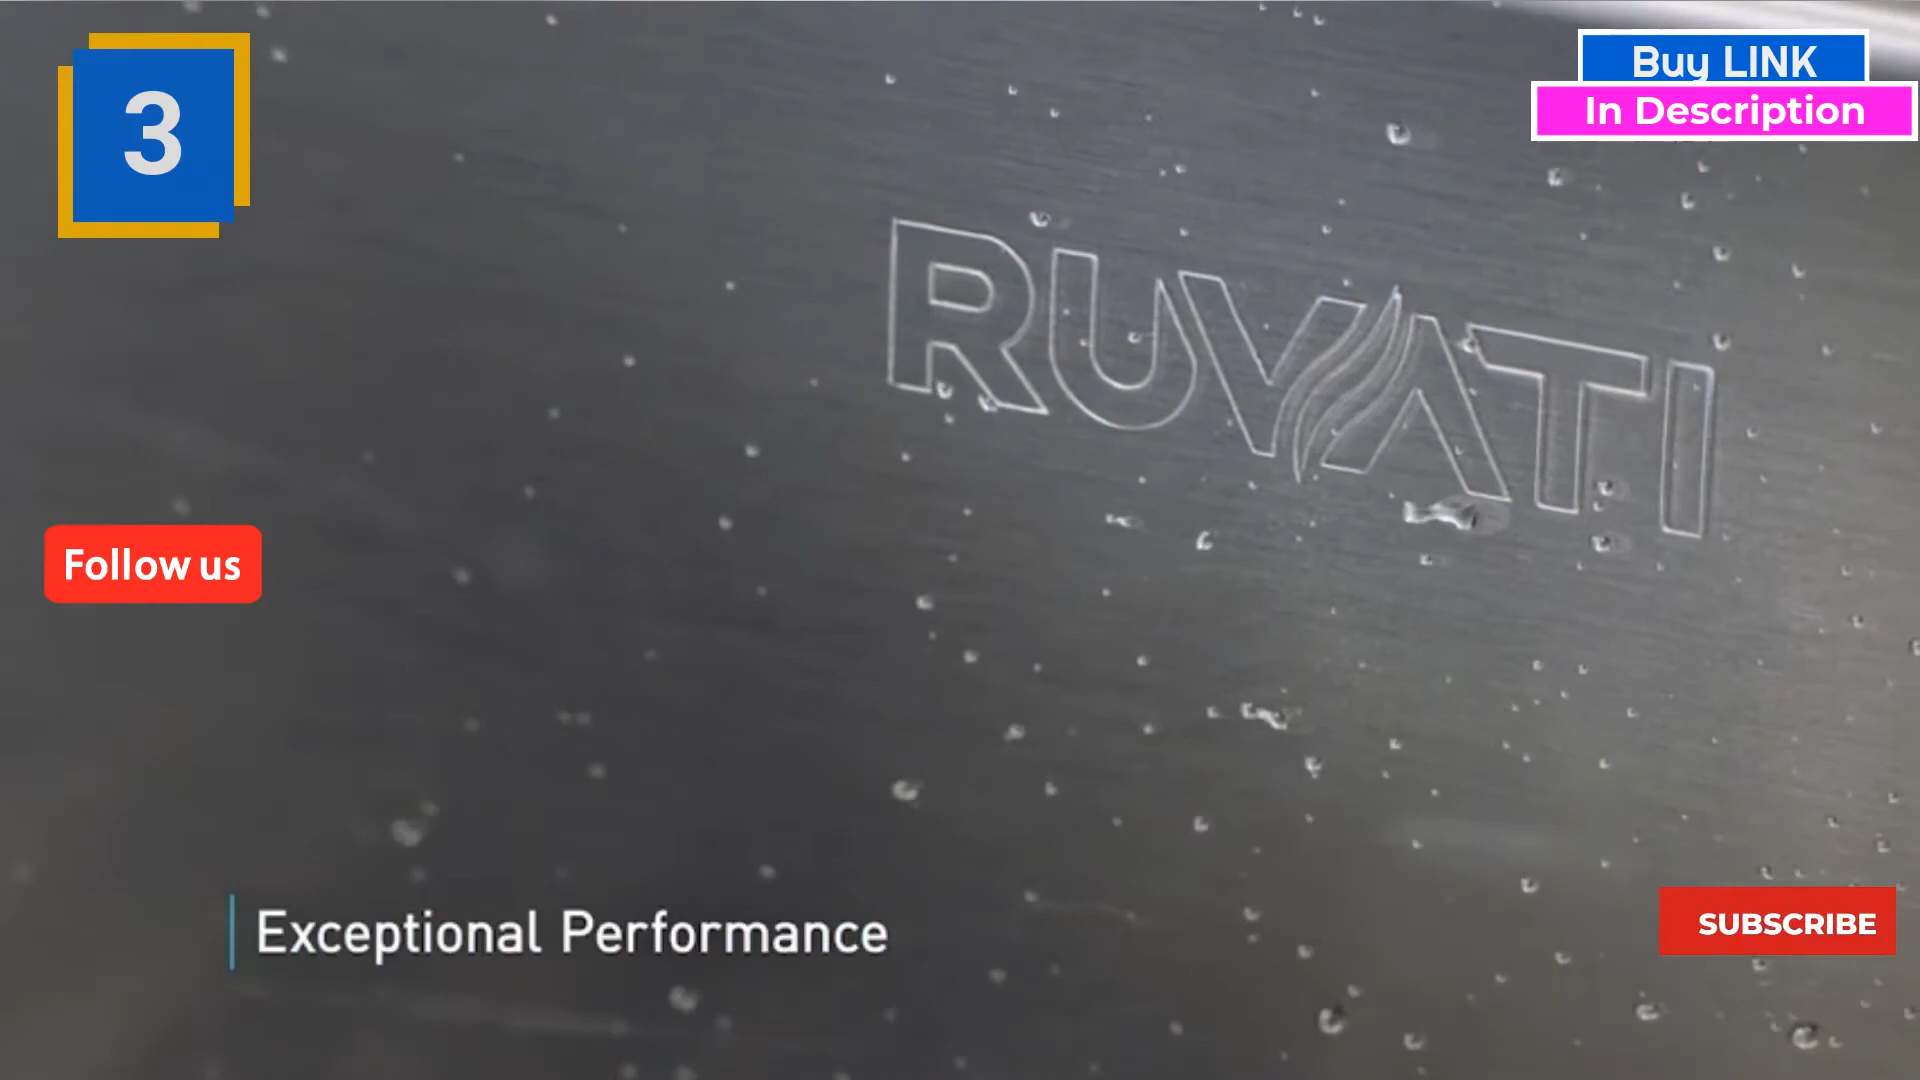 3
Buy LINK
In Description
RUVATI
Follow us
Exceptional Performance
SUBSCRIBE